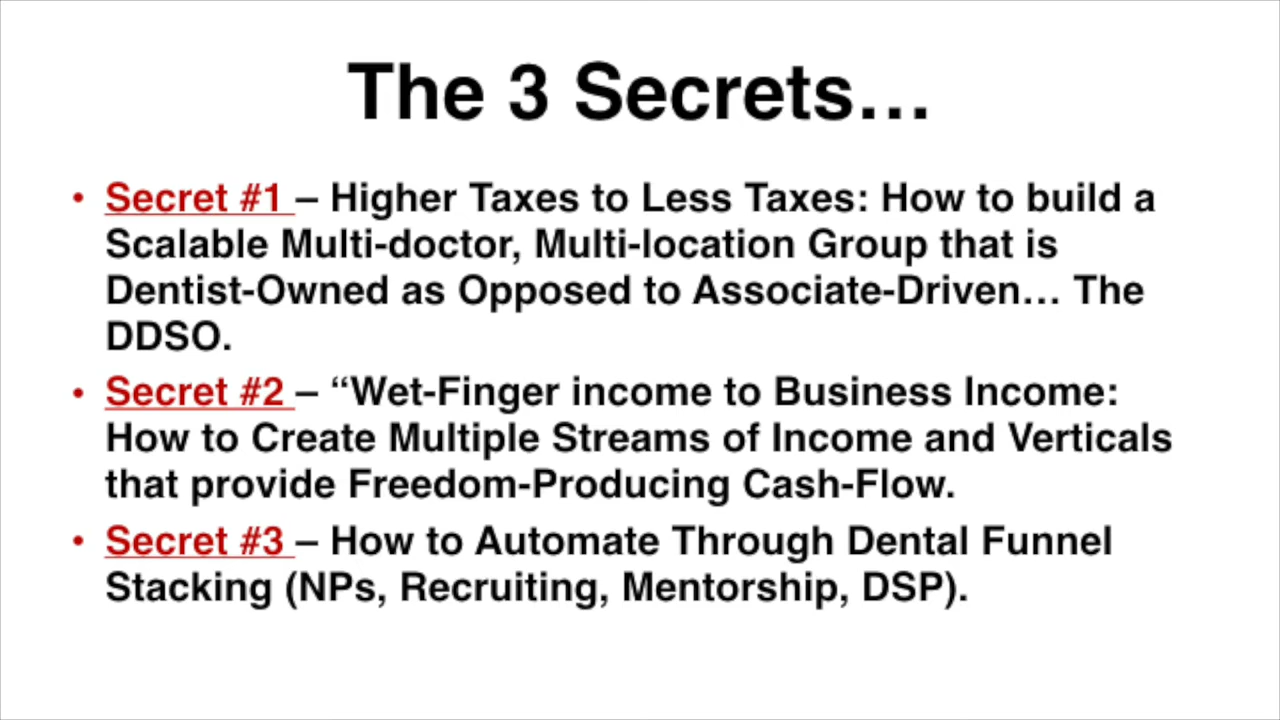 The 3 Secrets…
• Secret #1 – Higher Taxes to Less Taxes: How to build a
Scalable Multi-doctor, Multi-location Group that is
Dentist-Owned as Opposed to Associate-Driven… The
DDSO.
• Secret #2 – “Wet-Finger income to Business Income:
How to Create Multiple Streams of Income and Verticals
that provide Freedom-Producing Cash-Flow.
• Secret #3 – How to Automate Through Dental Funnel
Stacking (NPs, Recruiting, Mentorship, DSP).